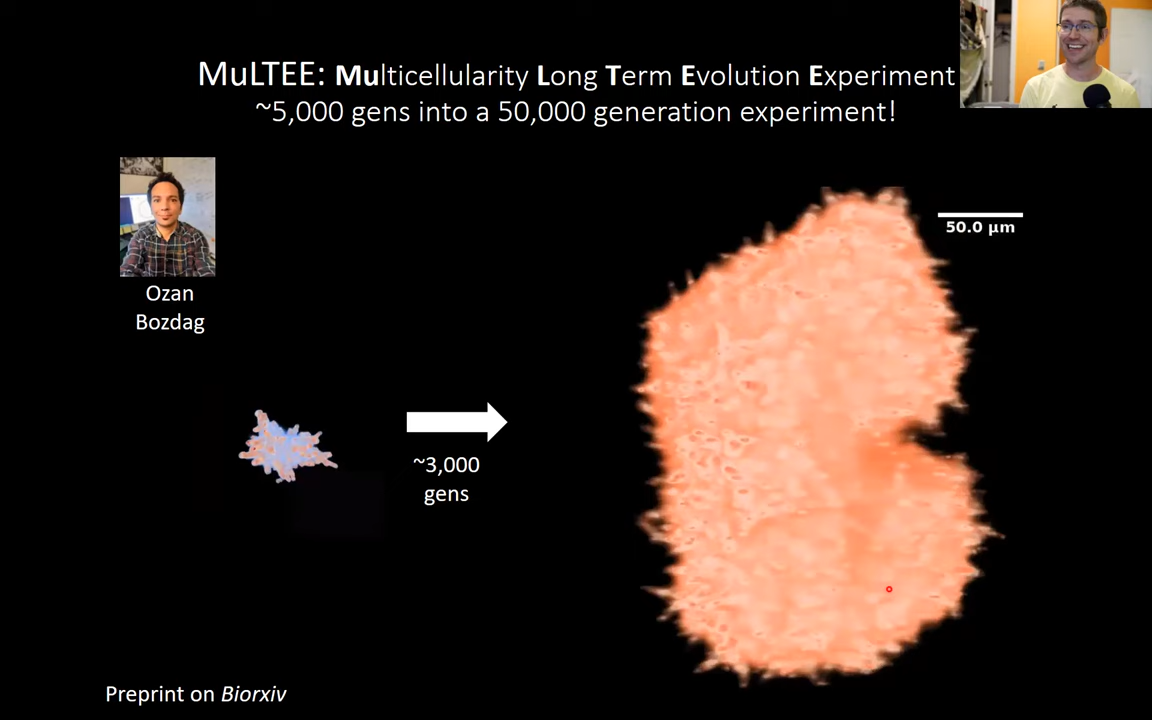 MuLTEE: Multicellularity Long Term Evolution Experiment
~5,000 gens into a 50,000 generation experiment!
50.0 µm
Ozan
Bozdag
~3,000
gens
Preprint on Biorxiv